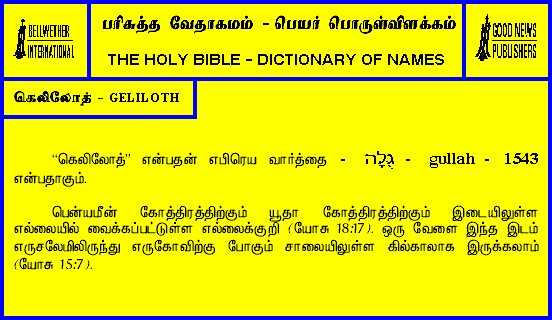 BELLWETHER
INTERNATIONAL
பரிசுத்த வேதாகமம் - பெயர் பொருள்விளக்கம்
THE HOLY BIBLE - DICTIONARY OF NAMES
GOOD NEWS
PUBLISHERS
கெலிலோத் - GELILOTH
“கெலிலோத்” என்பதன் எபிரெய வார்த்தை - גֻלָּה - gullah - 1543
என்பதாகும்.
பென்யமீன் கோத்திரத்திற்கும் யூதா கோத்திரத்திற்கும் இடையிலுள்ள
எல்லையில் வைக்கப்பட்டுள்ள எல்லைக்குறி (யோசு 18:17). ஒரு வேளை இந்த இடம்
எருசலேமிலிருந்து எருகோவிற்கு போகும் சாலையிலுள்ள கில்காலாக இருக்கலாம்
(யோசு 15:7).